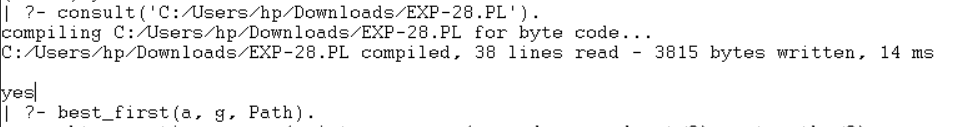 | ?- consult('C:/Users/hp/Downloads/EXP-28.PL').
compiling C:/Users/hp/Downloads/EXP-28.PL for byte code...
C:/Users/hp/Downloads/EXP-28.PL compiled, 38 lines read - 3815 bytes written, 14 ms
yes
| ?- best_first(a, g, Path).